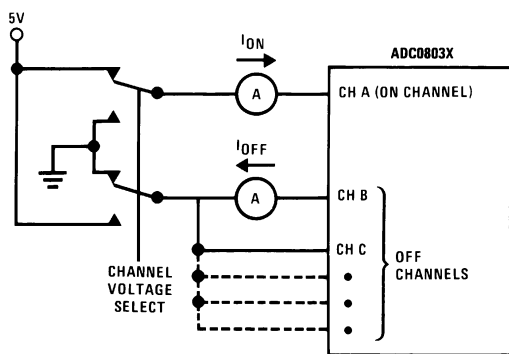 5V
ION
ADC0803X
A
CH A (ON CHANNEL)
IOFF
A
CH B
CH C
OFF
CHANNELS
CHANNEL
VOLTAGE
SELECT